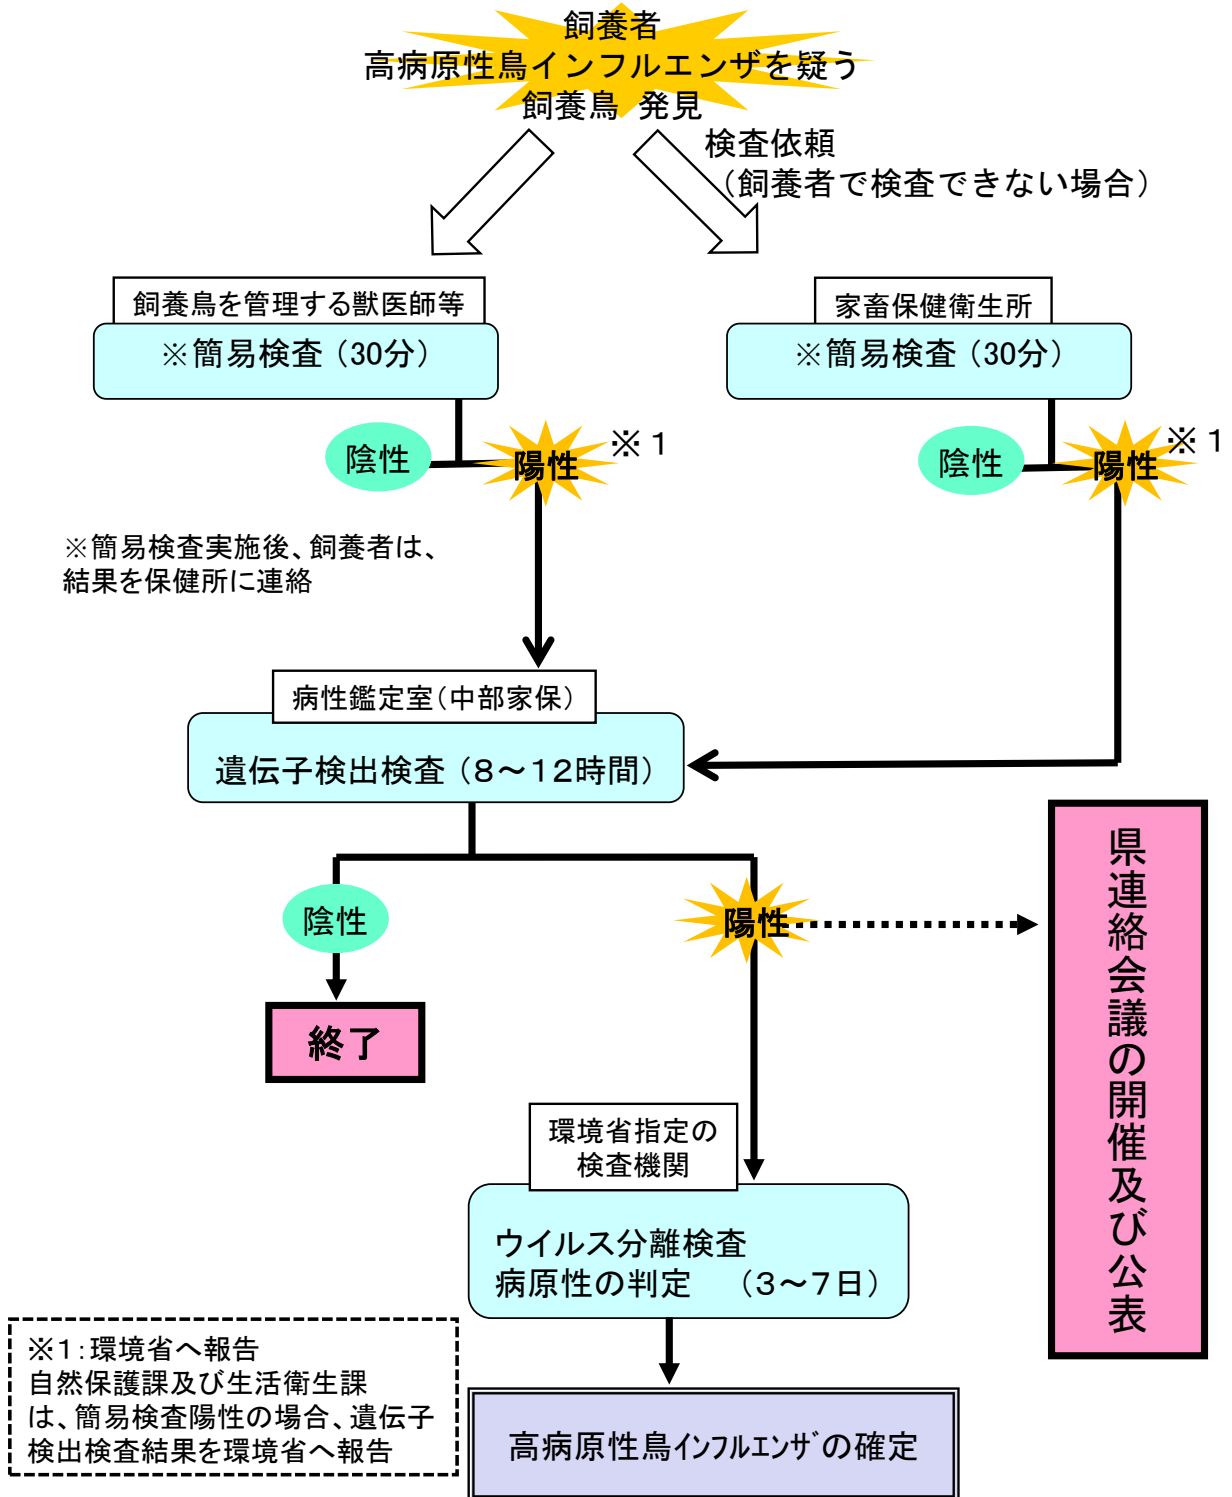 飼養者
高病原性鳥インフルエンザを疑う
飼養鳥 発見
検査依頼
（飼養者で検査できない場合）
飼養鳥を管理する獣医師等
※簡易検査（30分）
家畜保健衛生所
※簡易検査（30分）
陰性
陽性
※１
陰性
陽性
※１
※簡易検査実施後、飼養者は、
結果を保健所に連絡
病性鑑定室（中部家保）
遺伝子検出検査（８～１２時間）
陰性
陽性
終了
県連絡会議の開催及び公表
環境省指定の
検査機関
ウイルス分離検査
病原性の判定　（３～７日）
※１：環境省へ報告
自然保護課及び生活衛生課
は、簡易検査陽性の場合、遺伝子
検出検査結果を環境省へ報告
高病原性鳥ｲﾝﾌﾙｴﾝｻﾞの確定